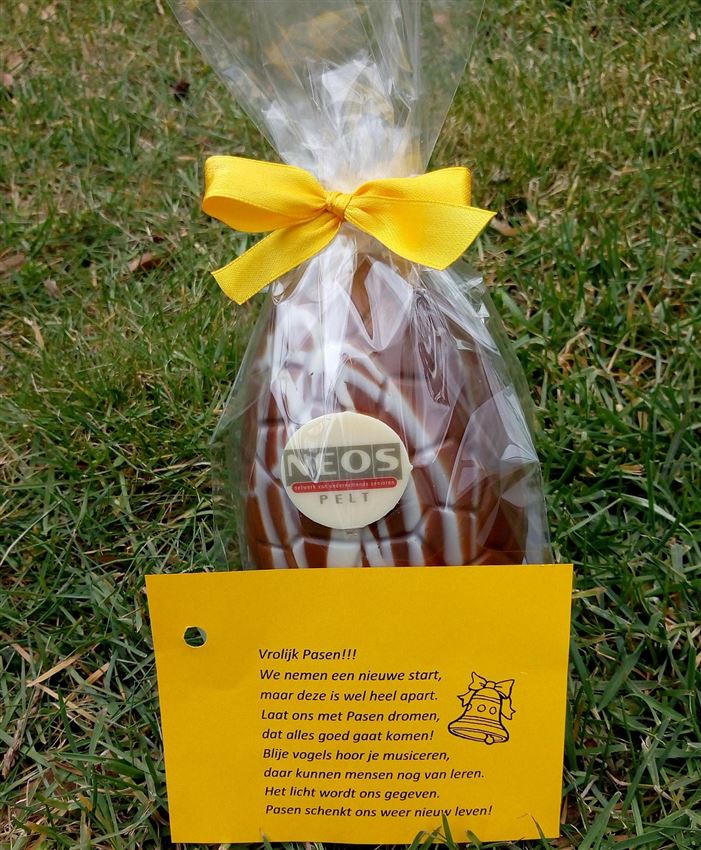 NEOS
netwerk van ondernemende senioren
PELT
Vrolijk Pasen!!!
We nemen een nieuwe start,
maar deze is wel heel apart.
Laat ons met Pasen dromen,
dat alles goed gaat komen!
Blije vogels hoor je musiceren,
daar kunnen mensen nog van leren.
Het licht wordt ons gegeven.
Pasen schenkt ons weer nieuw leven!